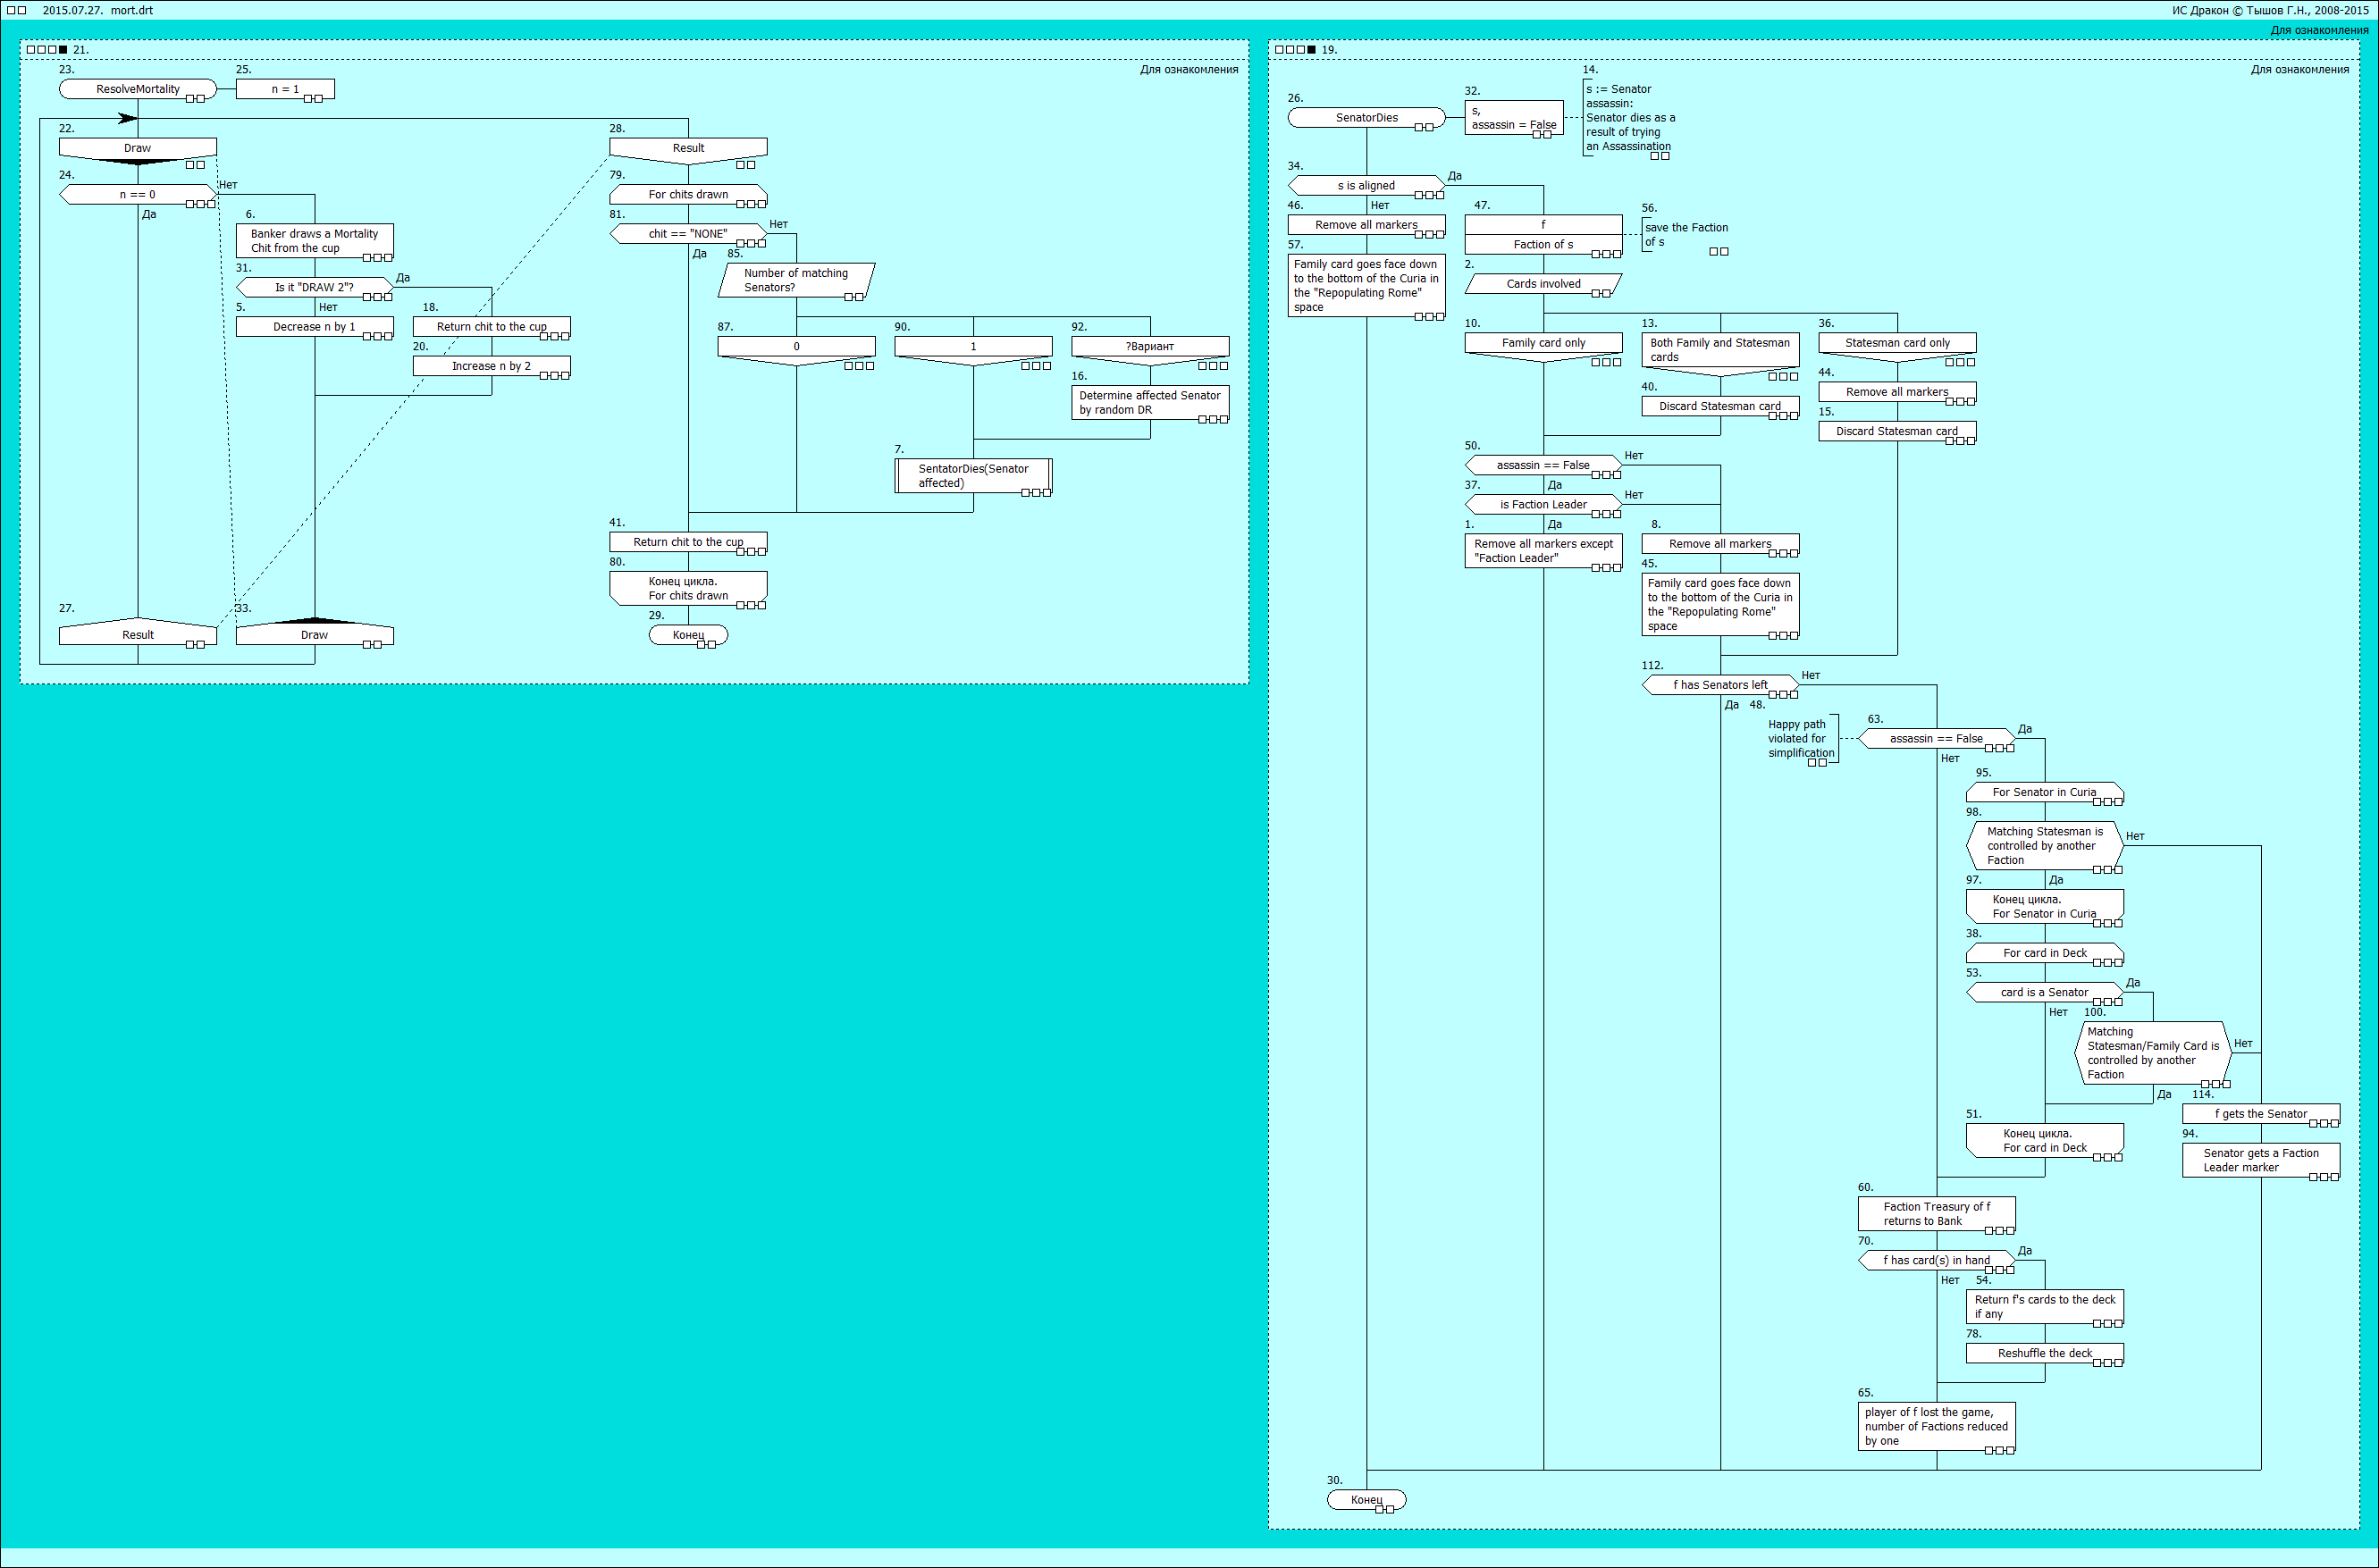 2015.07.27. mort.drt
ИС Дракон © Тышов Г.Н., 2008-2015
Для ознакомления
21.
Для ознакомления
23.
ResolveMortality
25.
n = 1
22.
Draw
24.
n == 0
Нет
Да
6.
Banker draws a Mortality
Chit from the cup
31.
Is it "DRAW 2"?
Да
Нет
5.
Decrease n by 1
18.
Return chit to the cup
20.
Increase n by 2
27.
Result
33.
Draw
28.
Result
79.
For chits drawn
81.
chit == "NONE"
Нет
Да
85.
Number of matching
Senators?
87.
0
90.
1
92.
?Вариант
16.
Determine affected Senator
by random DR
7.
SentatorDies(Senator
affected)
41.
Return chit to the cup
80.
Конец цикла.
For chits drawn
29.
Конец
19.
Для ознакомления
26.
SenatorDies
32.
s,
assassin = False
14.
s := Senator
assassin:
Senator dies as a
result of trying
an Assassination
34.
s is aligned
Да
Нет
46.
Remove all markers
57.
Family card goes face down
to the bottom of the Curia in
the "Repopulating Rome"
space
47.
f
Faction of s
56.
save the Faction
of s
2.
Cards involved
10.
Family card only
13.
Both Family and Statesman
cards
40.
Discard Statesman card
36.
Statesman card only
44.
Remove all markers
15.
Discard Statesman card
50.
assassin == False
Нет
Да
37.
is Faction Leader
Нет
Да
1.
Remove all markers except
"Faction Leader"
8.
Remove all markers
45.
Family card goes face down
to the bottom of the Curia in
the "Repopulating Rome"
space
112.
f has Senators left
Нет
Да
48.
Happy path
violated for
simplification
63.
assassin == False
Да
Нет
95.
For Senator in Curia
98.
Matching Statesman is
controlled by another
Faction
Нет
Да
97.
Конец цикла.
For Senator in Curia
38.
For card in Deck
53.
card is a Senator
Да
Нет
100.
Matching
Statesman/Family Card is
controlled by another
Faction
Нет
Да
114.
f gets the Senator
94.
Senator gets a Faction
Leader marker
51.
Конец цикла.
For card in Deck
60.
Faction Treasury of f
returns to Bank
70.
f has card(s) in hand
Да
Нет
54.
Return f's cards to the deck
if any
78.
Reshuffle the deck
65.
player of f lost the game,
number of Factions reduced
by one
30.
Конец